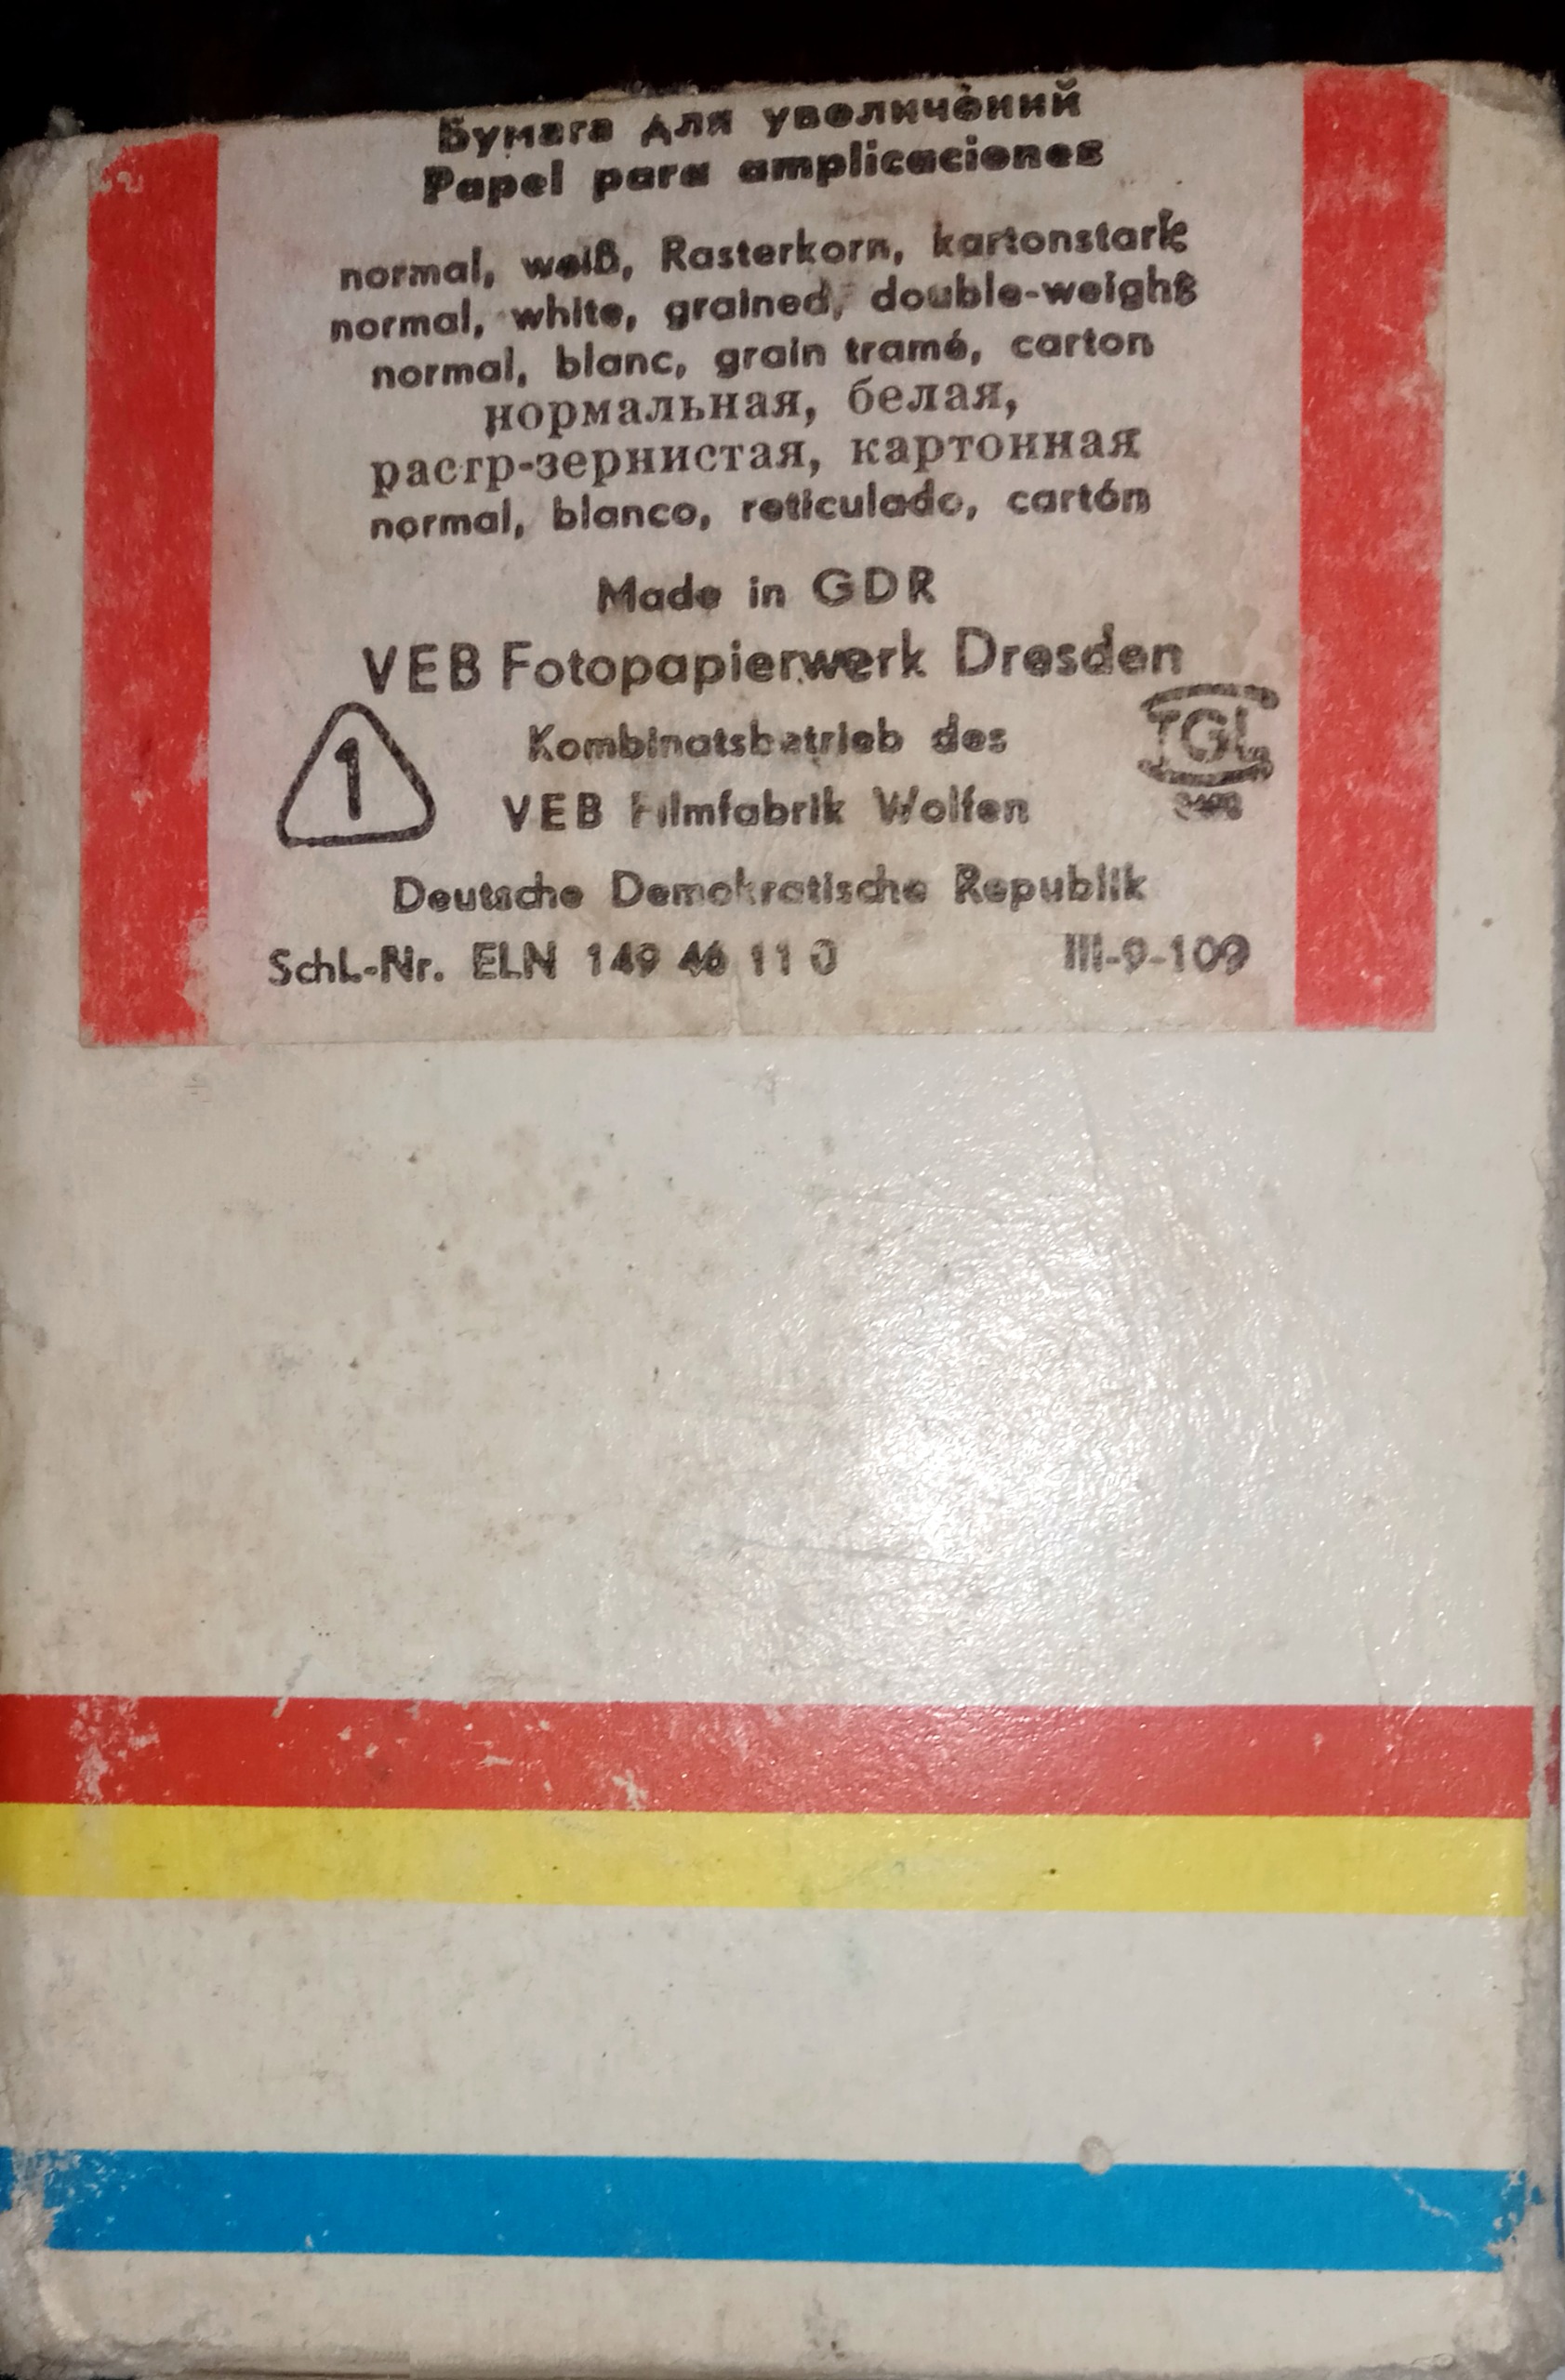 Бумага для увеличений
Papel para amplicaciones
normal, weiß, Rasterkorn, kartonstark
normal, white, grained, double-weight
normal, blanc, grain tramé, carton
нормальная, белая,
растр-зернистая, картонная
normal, blanco, reticulado, cartón
Made in GDR
VEB Fotopapierwerk Dresden
1
Kombinatsbetrieb des
TGL
VEB Filmfabrik Wolfen
Deutsche Demokratische Republik
Schl.-Nr. ELN 149 46 11 0 III-9-109